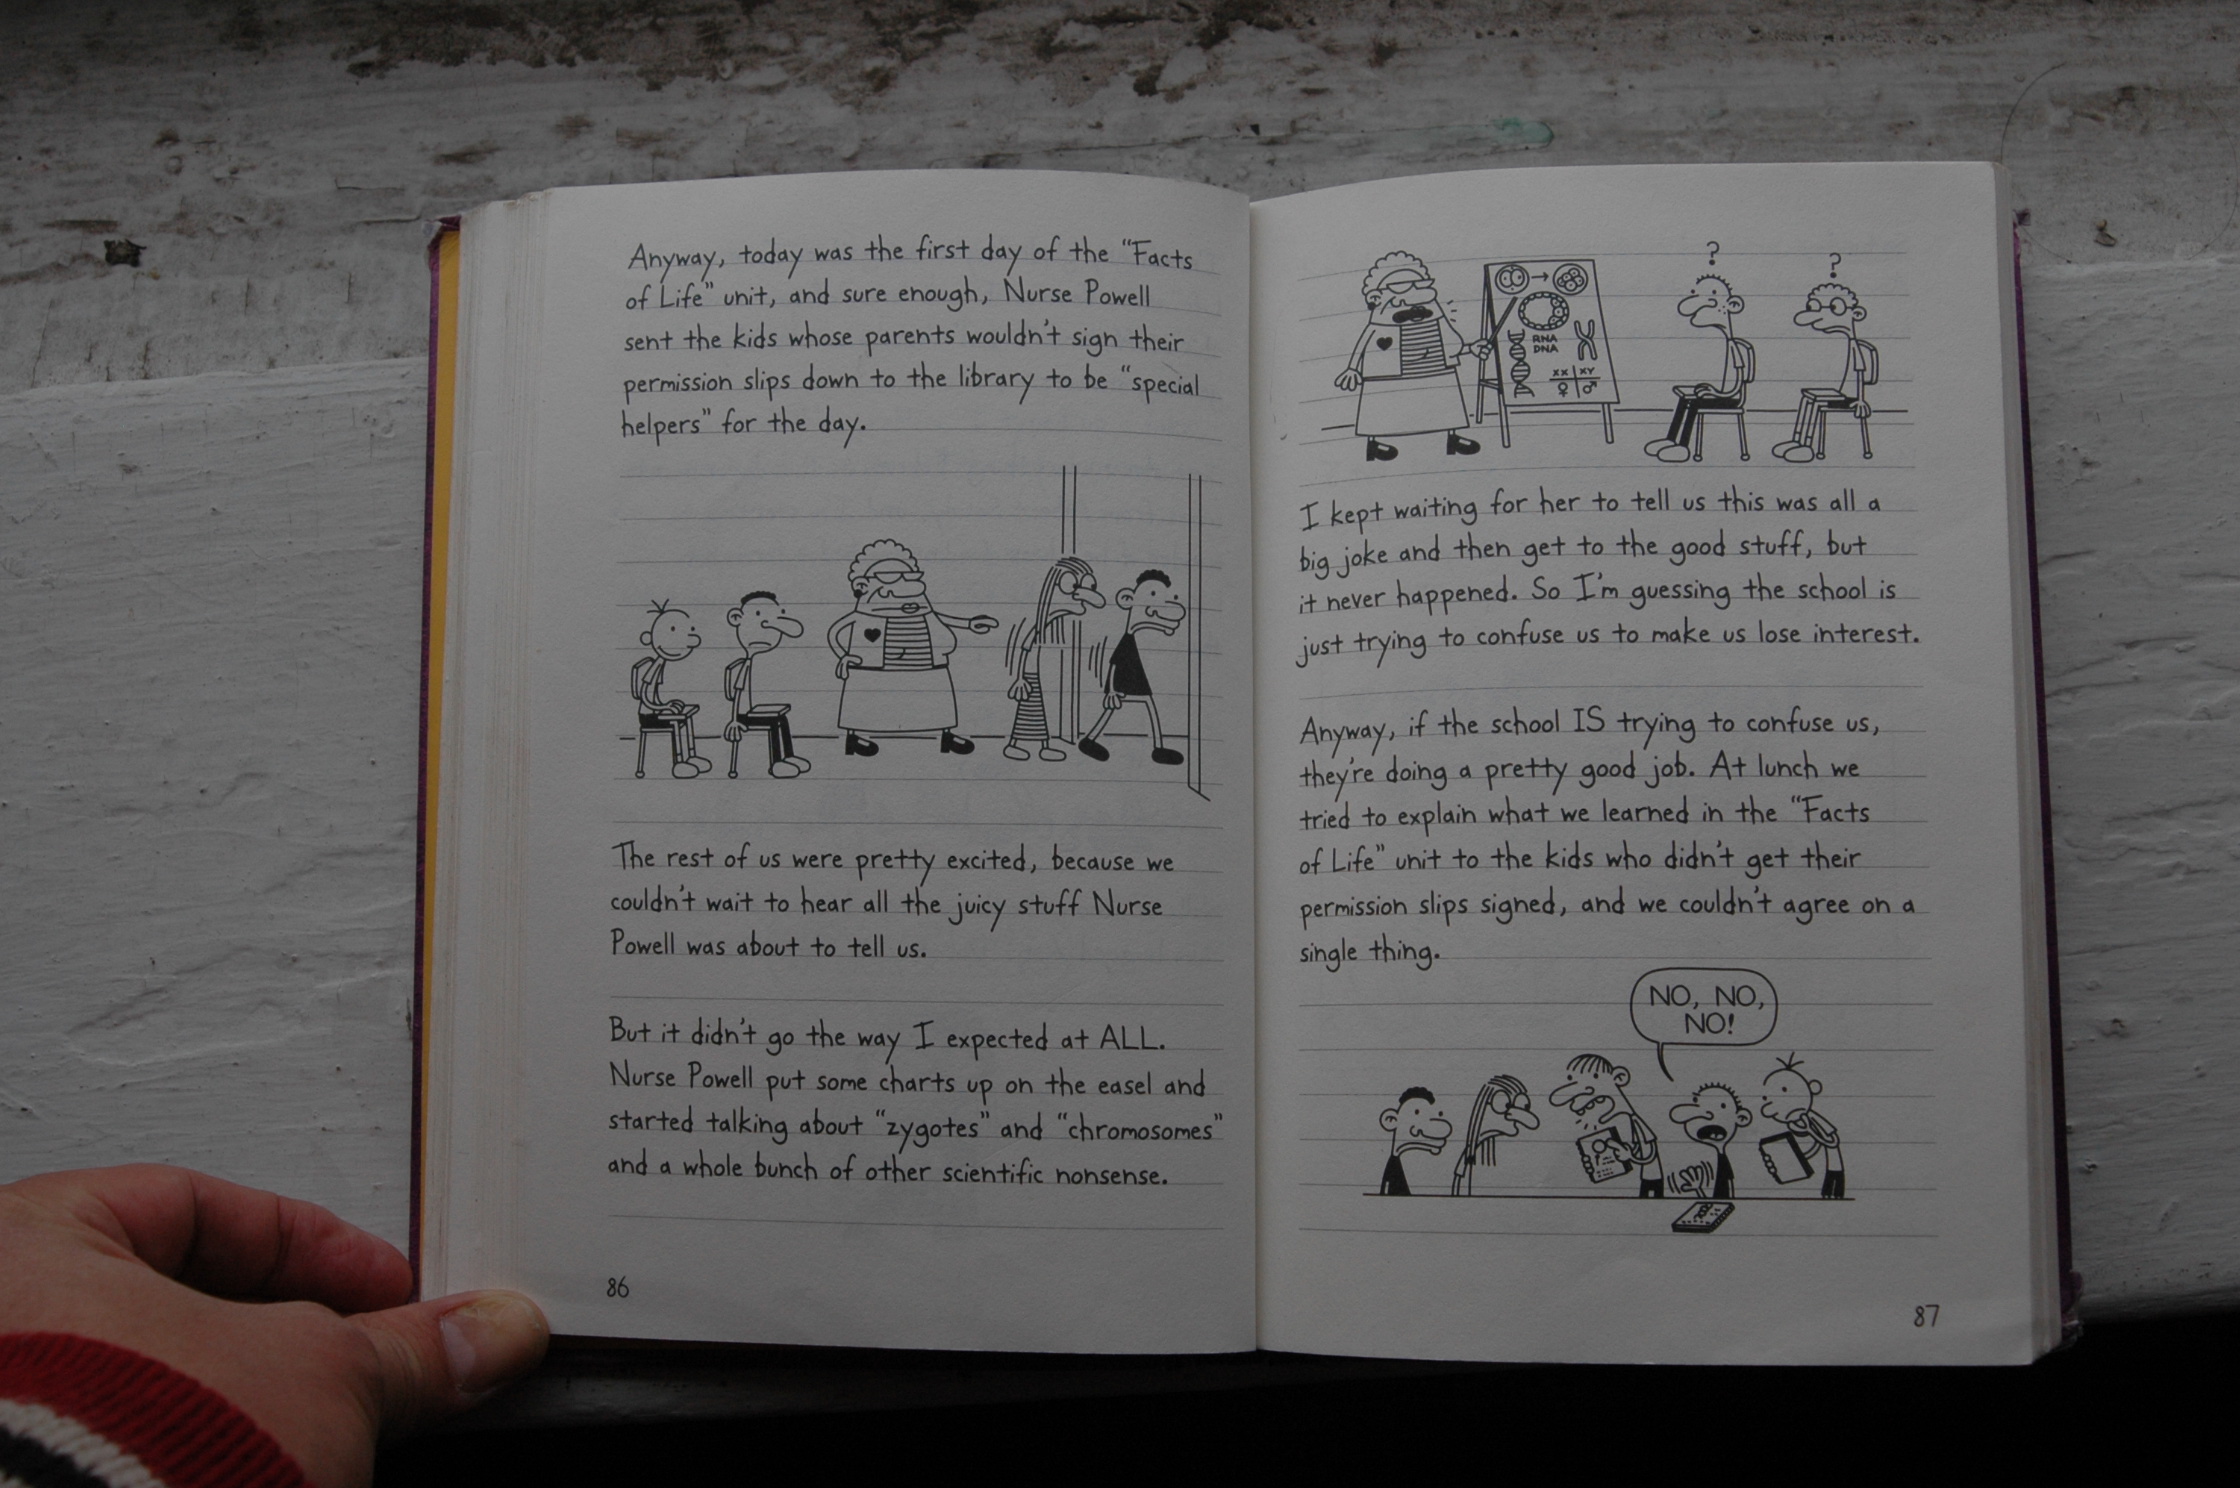 Anyway, today was the first day of the "Facts
of Life" unit, and sure enough, Nurse Powell
sent the kids whose parents wouldn't sign their
permission slips down to the library to be "special
helpers" for the day.
The rest of us were pretty excited, because we
couldn't wait to hear all the juicy stuff Nurse
Powell was about to tell us.
But it didn't go the way I expected at ALL.
Nurse Powell put some charts up on the easel and
started talking about "zygotes" and "chromosomes"
and a whole bunch of other scientific nonsense.
86
?
?
RNA
DNA
XX XY
♀ ♂
I kept waiting for her to tell us this was all a
big joke and then get to the good stuff, but
it never happened. So I'm guessing the school is
just trying to confuse us to make us lose interest.
Anyway, if the school IS trying to confuse us,
they're doing a pretty good job. At lunch we
tried to explain what we learned in the "Facts
of Life" unit to the kids who didn't get their
permission slips signed, and we couldn't agree on a
single thing.
NO, NO,
NO!
87